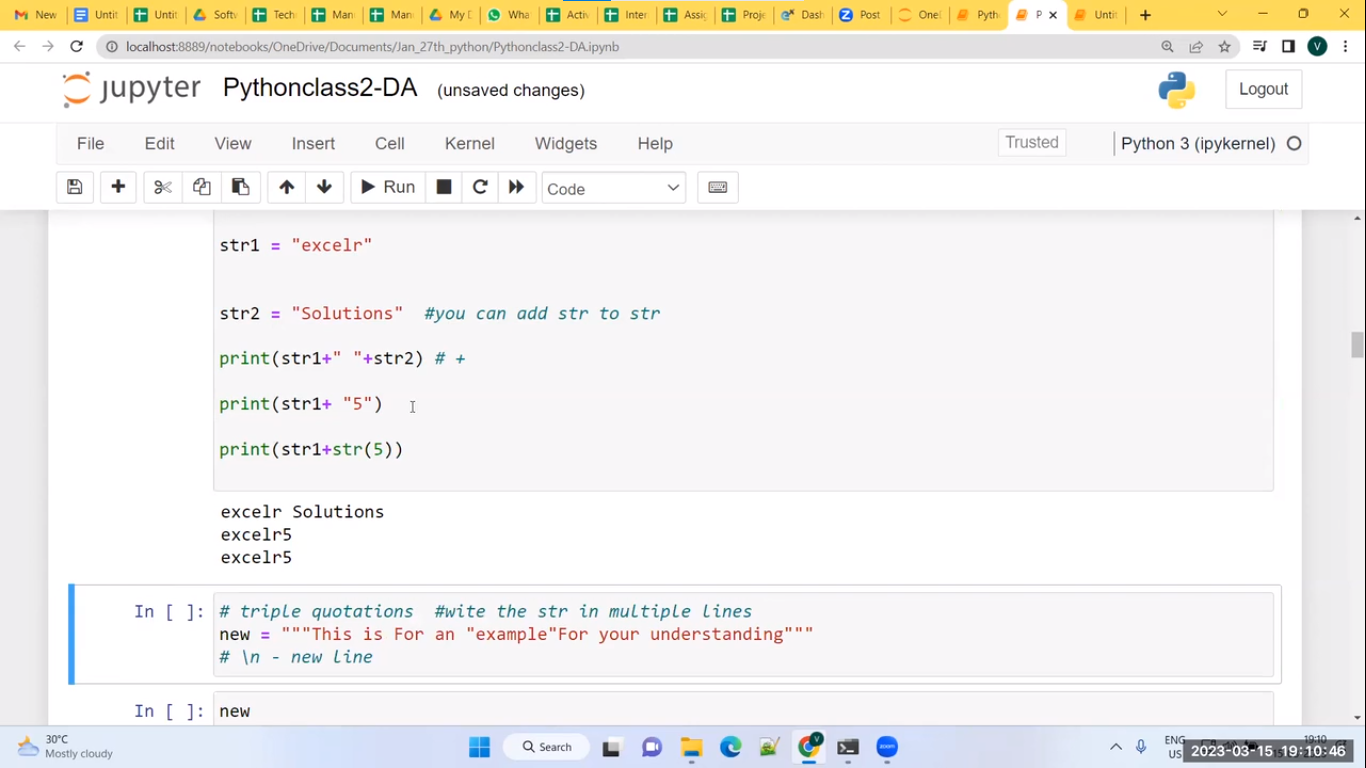 New
Untit
Untit
Softw
Tech
Man
Man
My D
Wha
Activ
Inter
Assig
Proje
Dash
Post
Onel
Pyth
P
Untit
localhost:8889/notebooks/OneDrive/Documents/Jan_27th_python/Pythonclass2-DA.ipynb
V
jupyter Pythonclass2-DA (unsaved changes)
Logout
File Edit View Insert Cell Kernel Widgets Help Trusted Python 3 (ipykernel)
Run Code
str1 = "excelr"
str2 = "Solutions"  #you can add str to str
print(str1+" "+str2) # +
print(str1+ "5")
print(str1+str(5))
excelr Solutions
excelr5
excelr5
In [ ]: # triple quotations  #wite the str in multiple lines
new = """This is For an "example"For your understanding"""
# \n - new line
In [ ]: new
30°C
Mostly cloudy
Search
V
zoom
ENG
US
19:10
2023-03-15 19:10:46